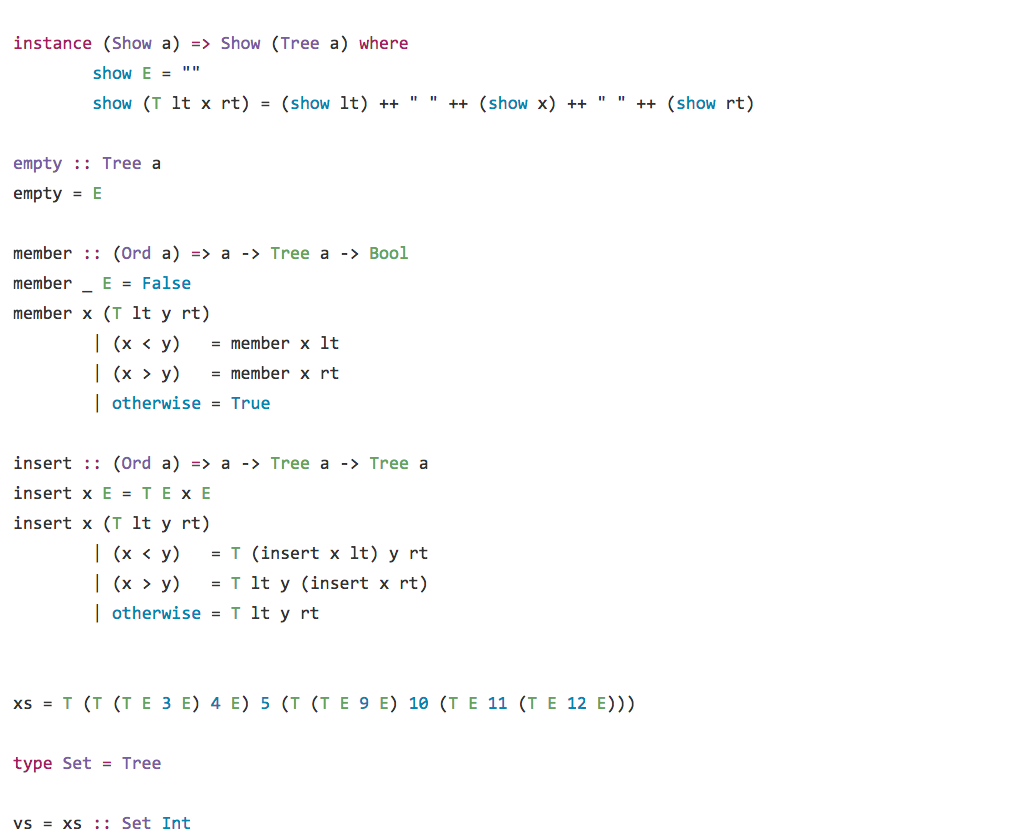 instance (Show a) => Show (Tree a) where
        show E = ""
        show (T lt x rt) = (show lt) ++ " " ++ (show x) ++ " " ++ (show rt)
empty :: Tree a
empty = E
member :: (Ord a) => a -> Tree a -> Bool
member _ E = False
member x (T lt y rt)
        | (x < y)   = member x lt
        | (x > y)   = member x rt
        | otherwise = True
insert :: (Ord a) => a -> Tree a -> Tree a
insert x E = T E x E
insert x (T lt y rt)
        | (x < y)   = T (insert x lt) y rt
        | (x > y)   = T lt y (insert x rt)
        | otherwise = T lt y rt
xs = T (T (T E 3 E) 4 E) 5 (T (T E 9 E) 10 (T E 11 (T E 12 E)))
type Set = Tree
vs = xs :: Set Int